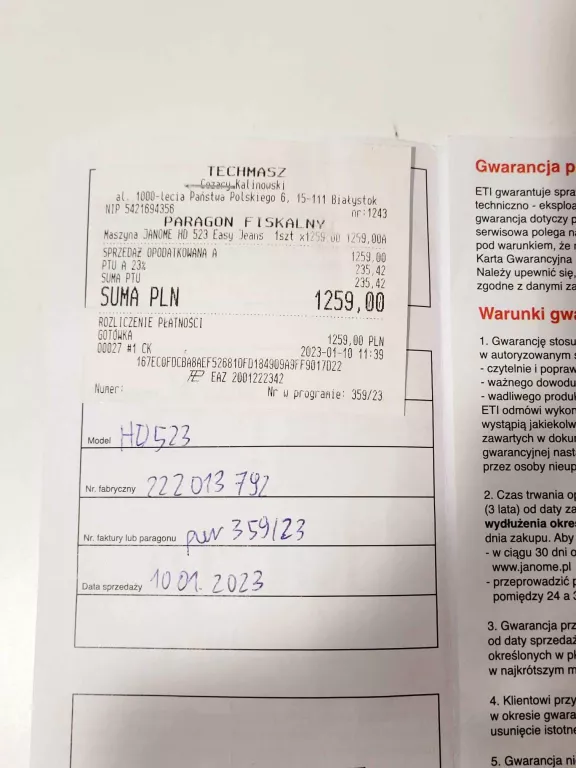 TECHMASZ
Cezary Kalinowski
al. 1000-lecia Państwa Polskiego 6, 15-111 Białystok
NIP 5421694356 nr:1243
PARAGON FISKALNY
Maszyna JANOME HD 523 Easy Jeans 1szt x1259,00 1259,00A
SPRZEDAŻ OPODATKOWANA A 1259,00
PTU A 23% 235,42
SUMA PTU 235,42
SUMA PLN 1259,00
ROZLICZENIE PŁATNOŚCI
GOTÓWKA 1259,00 PLN
00027 #1 CK 2023-01-10 11:39
167EC0FDCBA8AEF526810FD184909A9FF9017D22
EAZ 2001222342
Numer: Nr w programie: 359/23
Model HD523
Nr. fabryczny 222013792
Nr. faktury lub paragonu par 359/23
Data sprzedaży 10.01.2023
Gwarancja p
ETI gwarantuje spra
techniczno - eksploa
gwarancja dotyczy p
serwisowa polega na
pod warunkiem, że n
Karta Gwarancyjna
Należy upewnić się,
zgodne z danymi za
Warunki gwa
1. Gwarancję stosu
w autoryzowanym s
- czytelnie i popraw
- ważnego dowodu
- wadliwego produk
ETI odmówi wykon
wystąpią jakiekolw
zawartych w dokum
gwarancyjnej nastą
przez osoby nieup
2. Czas trwania op
(3 lata) od daty za
wydłużenia okre
dnia zakupu. Aby
- w ciągu 30 dni o
www.janome.pl
- przeprowadzić p
pomiędzy 24 a 3
3. Gwarancja prz
od daty sprzedaż
określonych w pk
w najkrótszym m
4. Klientowi przy
w okresie gwara
usunięcie istotne
5. Gwarancja nie